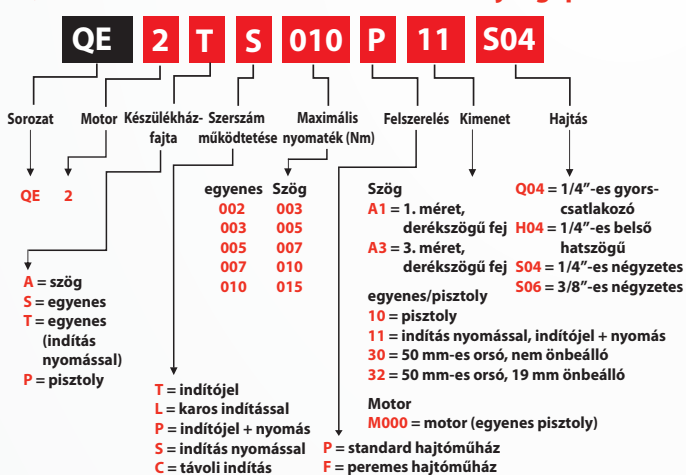 QE 2 T S 010 P 11 S04
Sorozat Motor Készülékház-fajta Szerszám működtetése Maximális nyomaték (Nm) Felszerelés Kimenet Hajtás
QE 2
A = szög
S = egyenes
T = egyenes
(indítás
nyomással)
P = pisztoly
T = indítójel
L = karos indítással
P = indítójel + nyomás
S = indítás nyomással
C = távoli indítás
egyenes Szög
002 003
003 005
005 007
007 010
010 015
P = standard hajtóműház
F = peremes hajtóműház
Szög
A1 = 1. méret,
derékszögű fej
A3 = 3. méret,
derékszögű fej
egyenes/pisztoly
10 = pisztoly
11 = indítás nyomással, indítójel + nyomás
30 = 50 mm-es orsó, nem önbeálló
32 = 50 mm-es orsó, 19 mm önbeálló
Motor
M000 = motor (egyenes pisztoly)
Q04 = 1/4”-es gyors-
csatlakozó
H04 = 1/4”-es belső
hatszögű
S04 = 1/4”-es négyzetes
S06 = 3/8”-es négyzetes